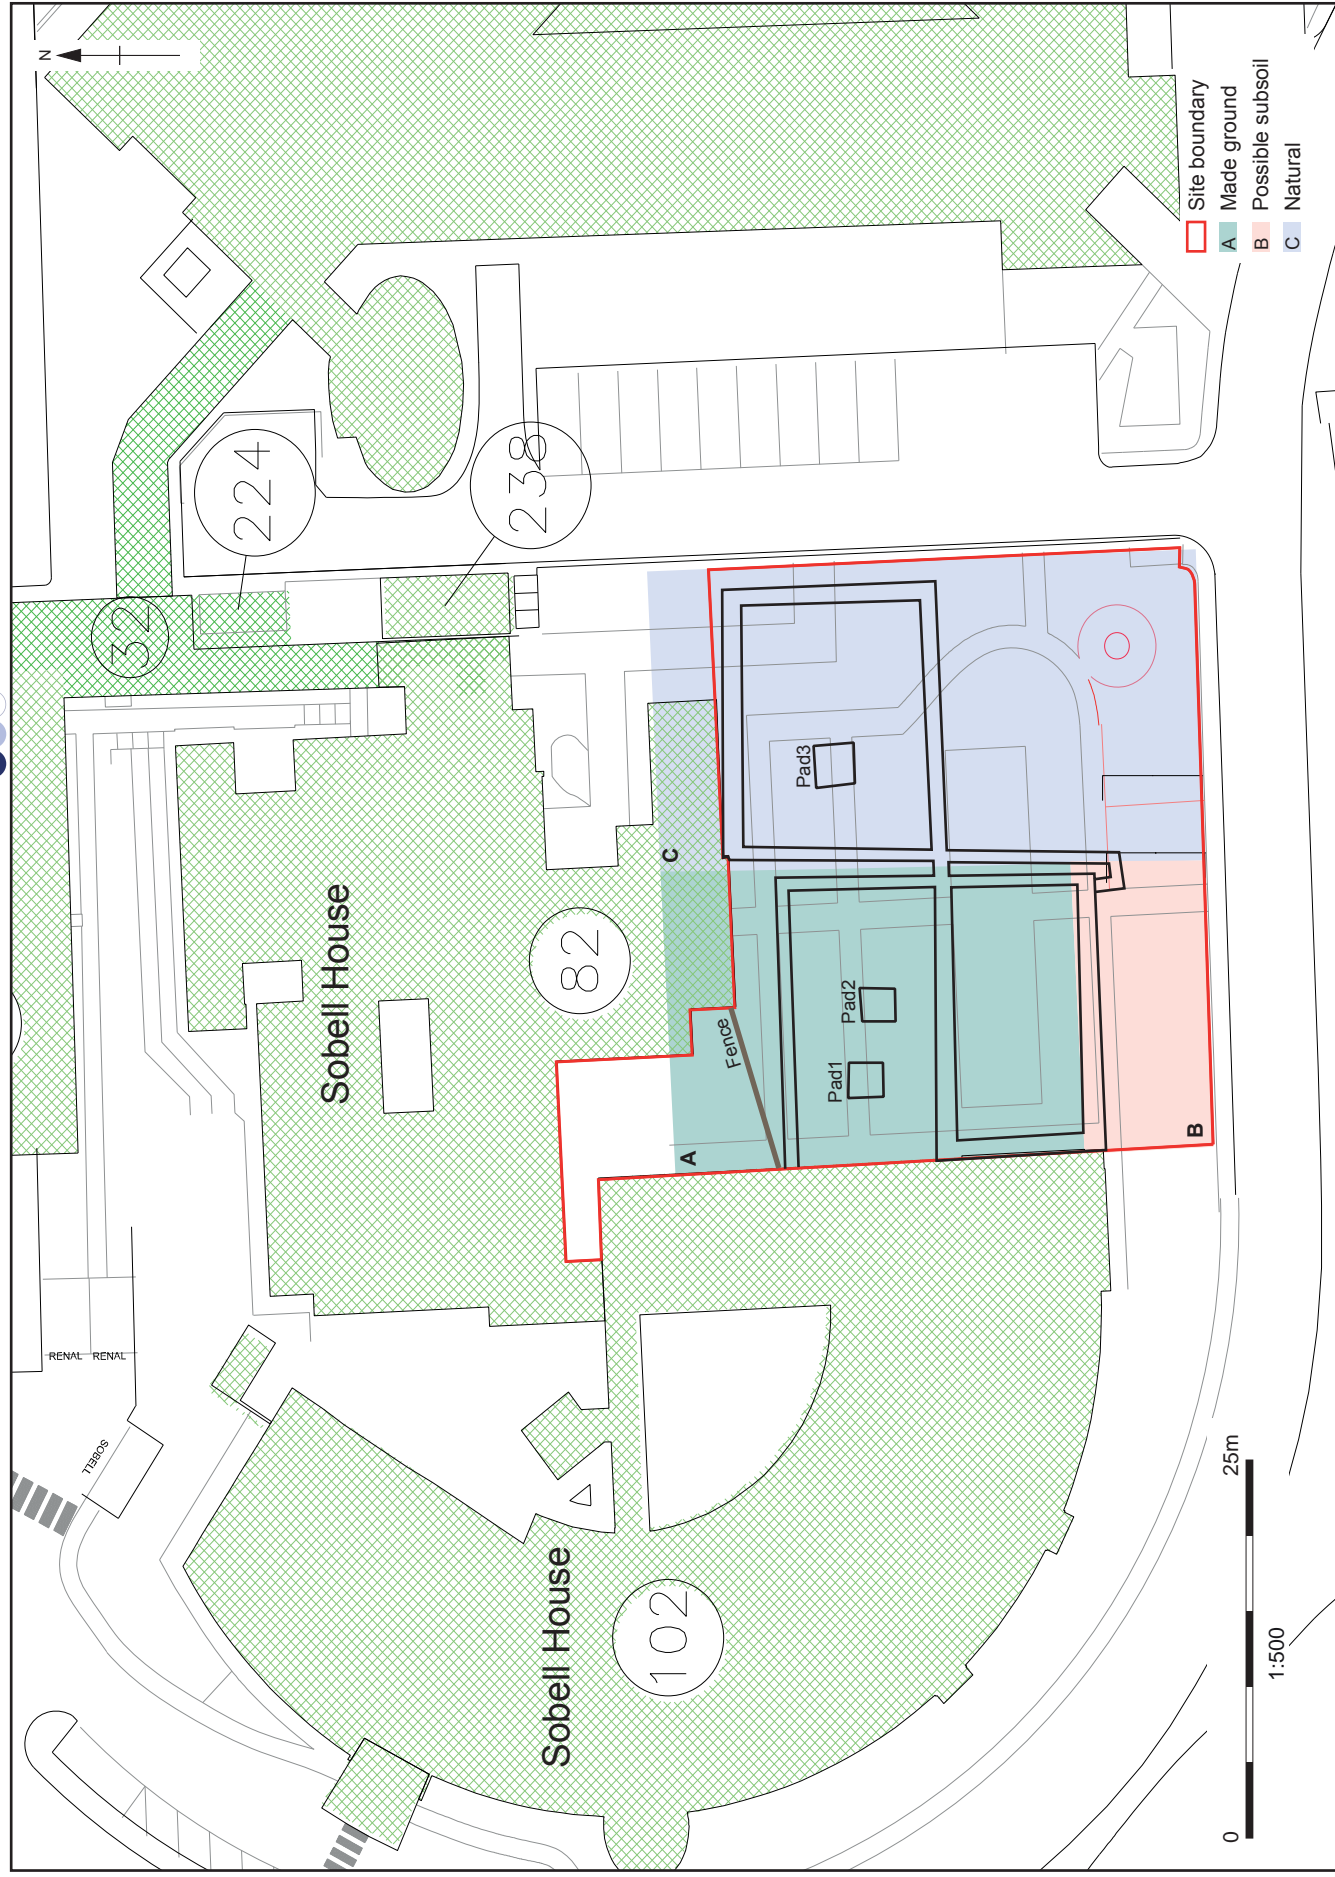 N
Site boundary
A Made ground
B Possible subsoil
C Natural
224
238
32
Sobell House
82
C
Pad3
Fence
Pad2
Pad1
A
B
RENAL RENAL
SOBELL
Sobell House
102
0 25m
1:500